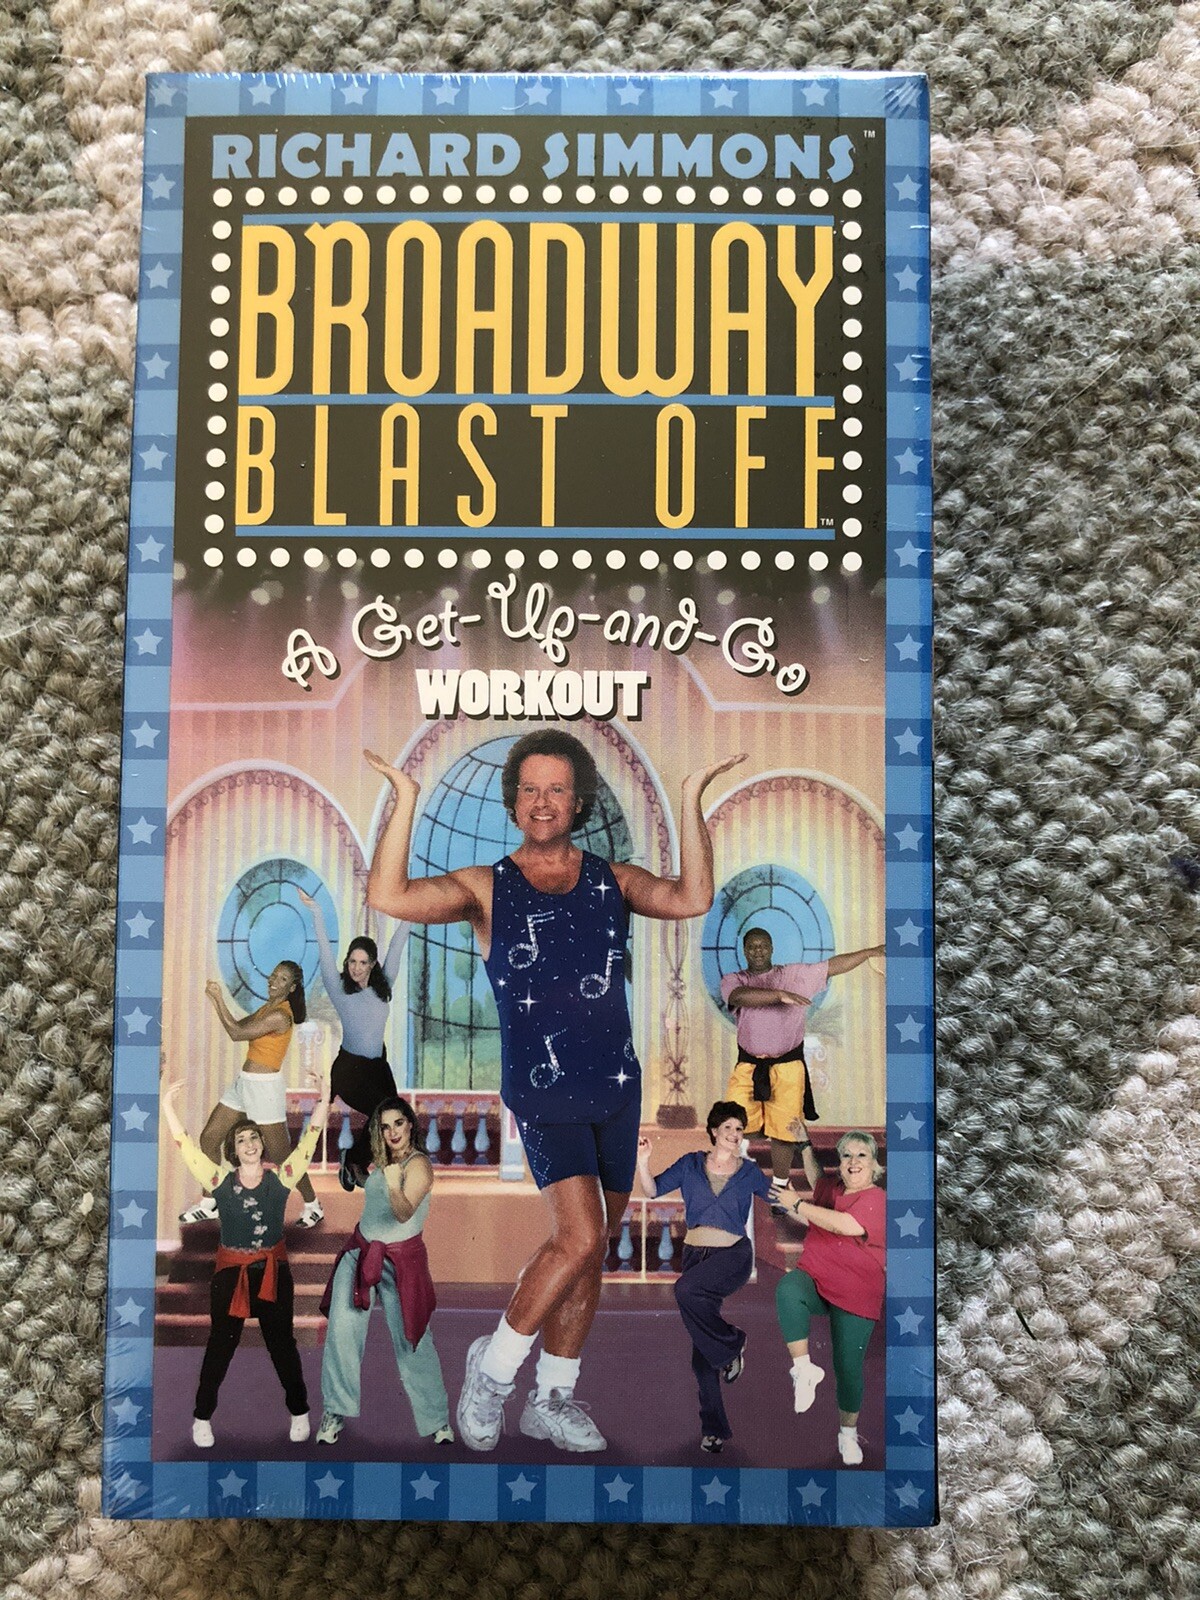 RICHARD SIMMONS™
BROADWAY
BLAST OFF™
A Get-Up-and-Go
WORKOUT